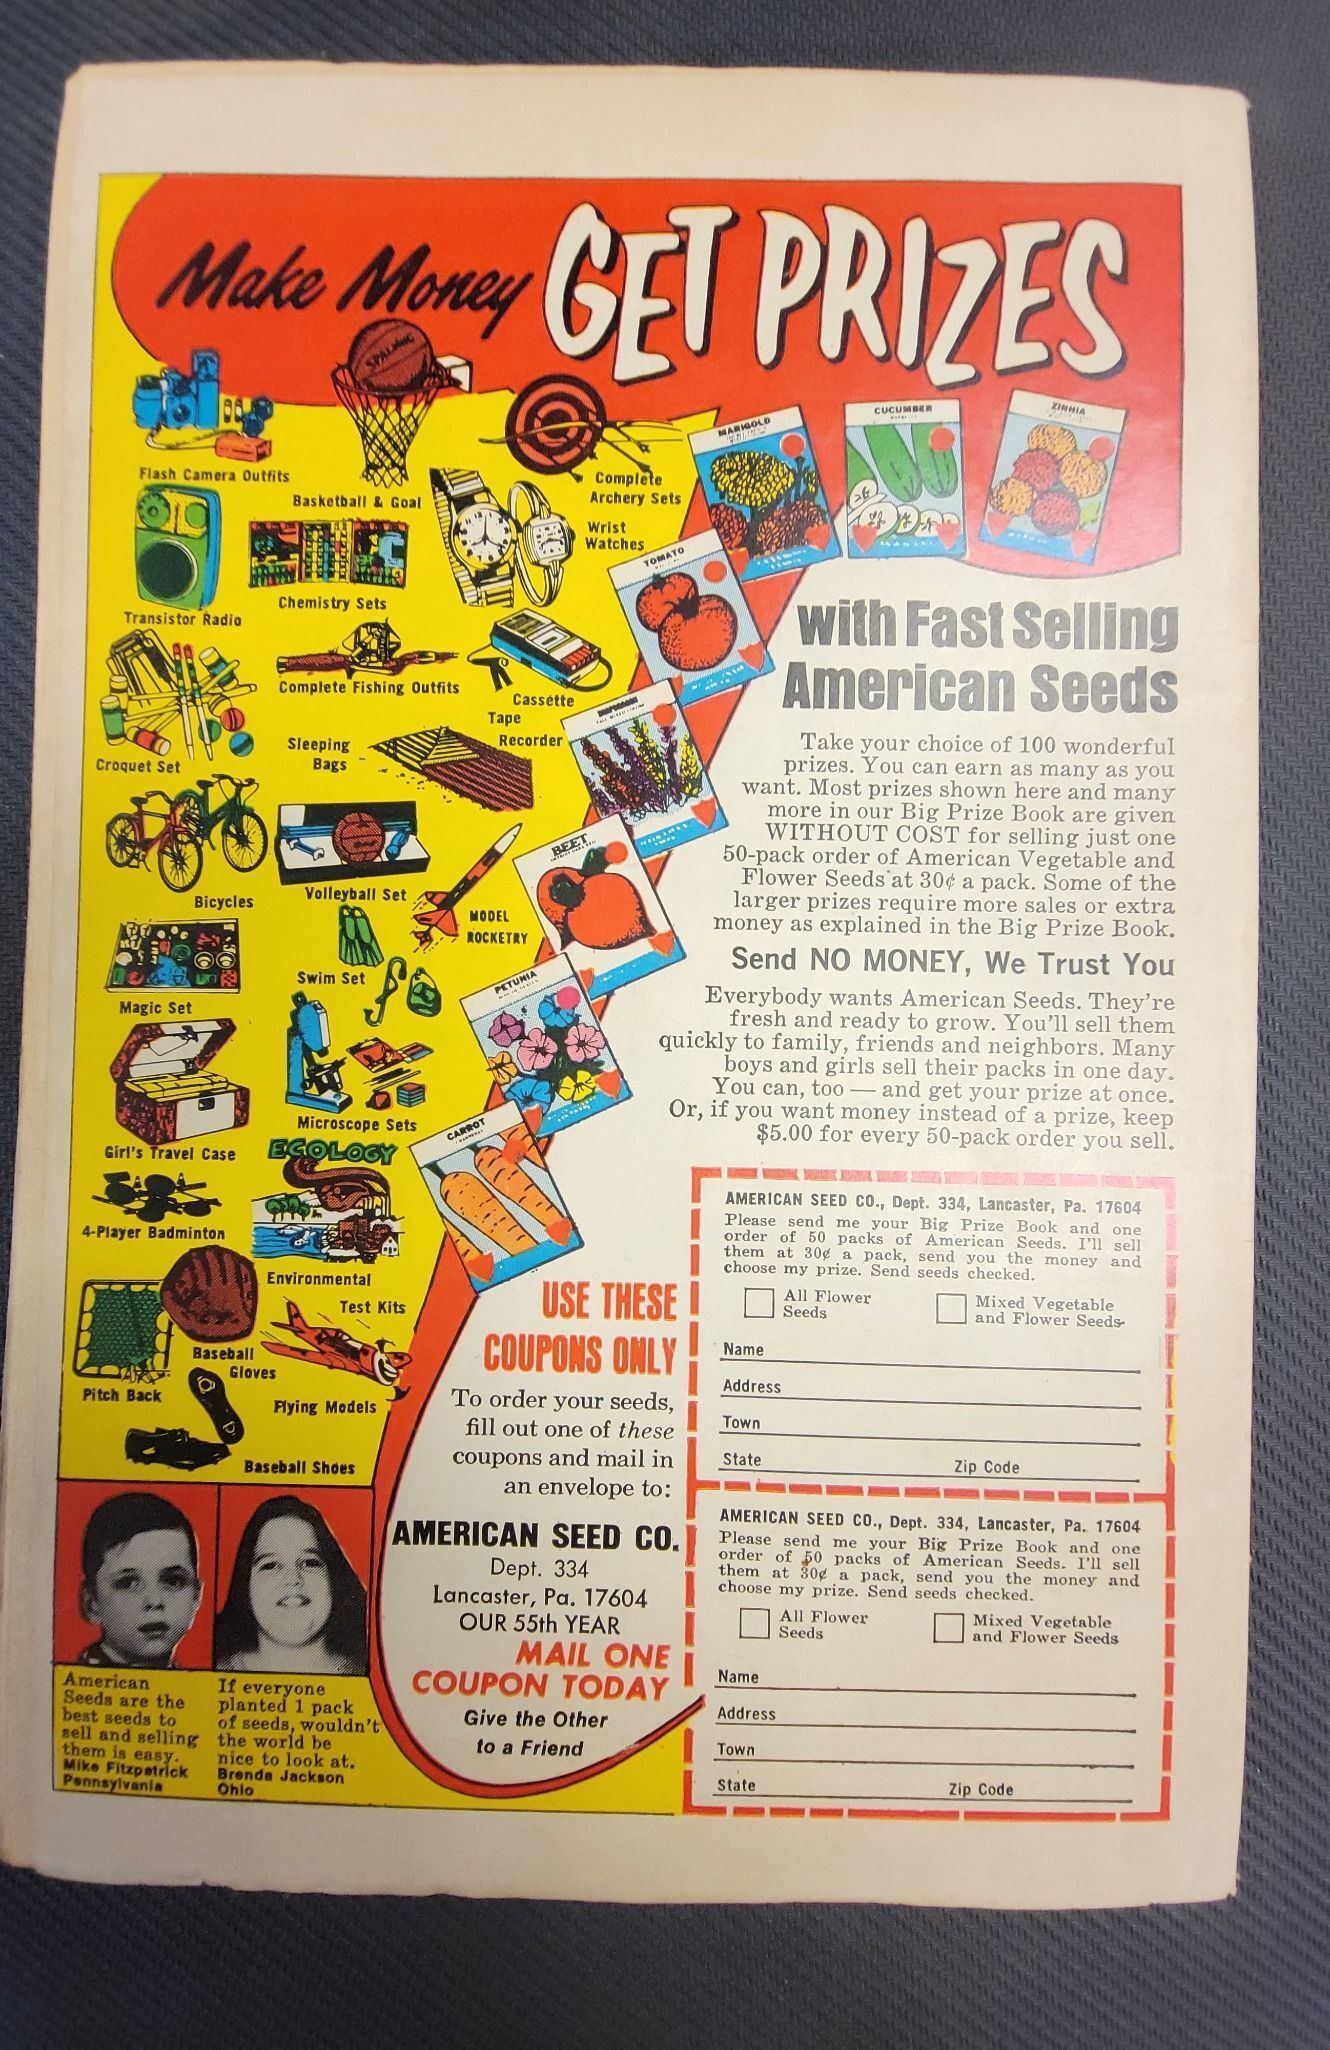 Make Money GET PRIZES
SPALDING
Flash Camera Outfits
Basketball & Goal
Complete
Archery Sets
Wrist
Watches
Transistor Radio
Chemistry Sets
Complete Fishing Outfits
Cassette
Tape
Recorder
Croquet Set
Sleeping
Bags
Bicycles
Volleyball Set
MODEL
ROCKETRY
Magic Set
Swim Set
Girl's Travel Case
Microscope Sets
ECOLOGY
4-Player Badminton
Environmental
Test Kits
Pitch Back
Baseball
Gloves
Flying Models
Baseball Shoes
MARIGOLD
CUCUMBER
ZINNIA
TOMATO
BEET
PETUNIA
CARROT
with Fast Selling
American Seeds
Take your choice of 100 wonderful
prizes. You can earn as many as you
want. Most prizes shown here and many
more in our Big Prize Book are given
WITHOUT COST for selling just one
50-pack order of American Vegetable and
Flower Seeds at 30¢ a pack. Some of the
larger prizes require more sales or extra
money as explained in the Big Prize Book.
Send NO MONEY, We Trust You
Everybody wants American Seeds. They're
fresh and ready to grow. You'll sell them
quickly to family, friends and neighbors. Many
boys and girls sell their packs in one day.
You can, too — and get your prize at once.
Or, if you want money instead of a prize, keep
$5.00 for every 50-pack order you sell.
USE THESE
COUPONS ONLY
To order your seeds,
fill out one of these
coupons and mail in
an envelope to:
AMERICAN SEED CO.
Dept. 334
Lancaster, Pa. 17604
OUR 55th YEAR
MAIL ONE
COUPON TODAY
Give the Other
to a Friend
AMERICAN SEED CO., Dept. 334, Lancaster, Pa. 17604
Please send me your Big Prize Book and one
order of 50 packs of American Seeds. I'll sell
them at 30¢ a pack, send you the money and
choose my prize. Send seeds checked.
All Flower
Seeds
Mixed Vegetable
and Flower Seeds
Name
Address
Town
State Zip Code
AMERICAN SEED CO., Dept. 334, Lancaster, Pa. 17604
Please send me your Big Prize Book and one
order of 50 packs of American Seeds. I'll sell
them at 30¢ a pack, send you the money and
choose my prize. Send seeds checked.
All Flower
Seeds
Mixed Vegetable
and Flower Seeds
Name
Address
Town
State Zip Code
American
Seeds are the
best seeds to
sell and selling
them is easy.
Mike Fitzpatrick
Pennsylvania
If everyone
planted 1 pack
of seeds, wouldn't
the world be
nice to look at.
Brenda Jackson
Ohio